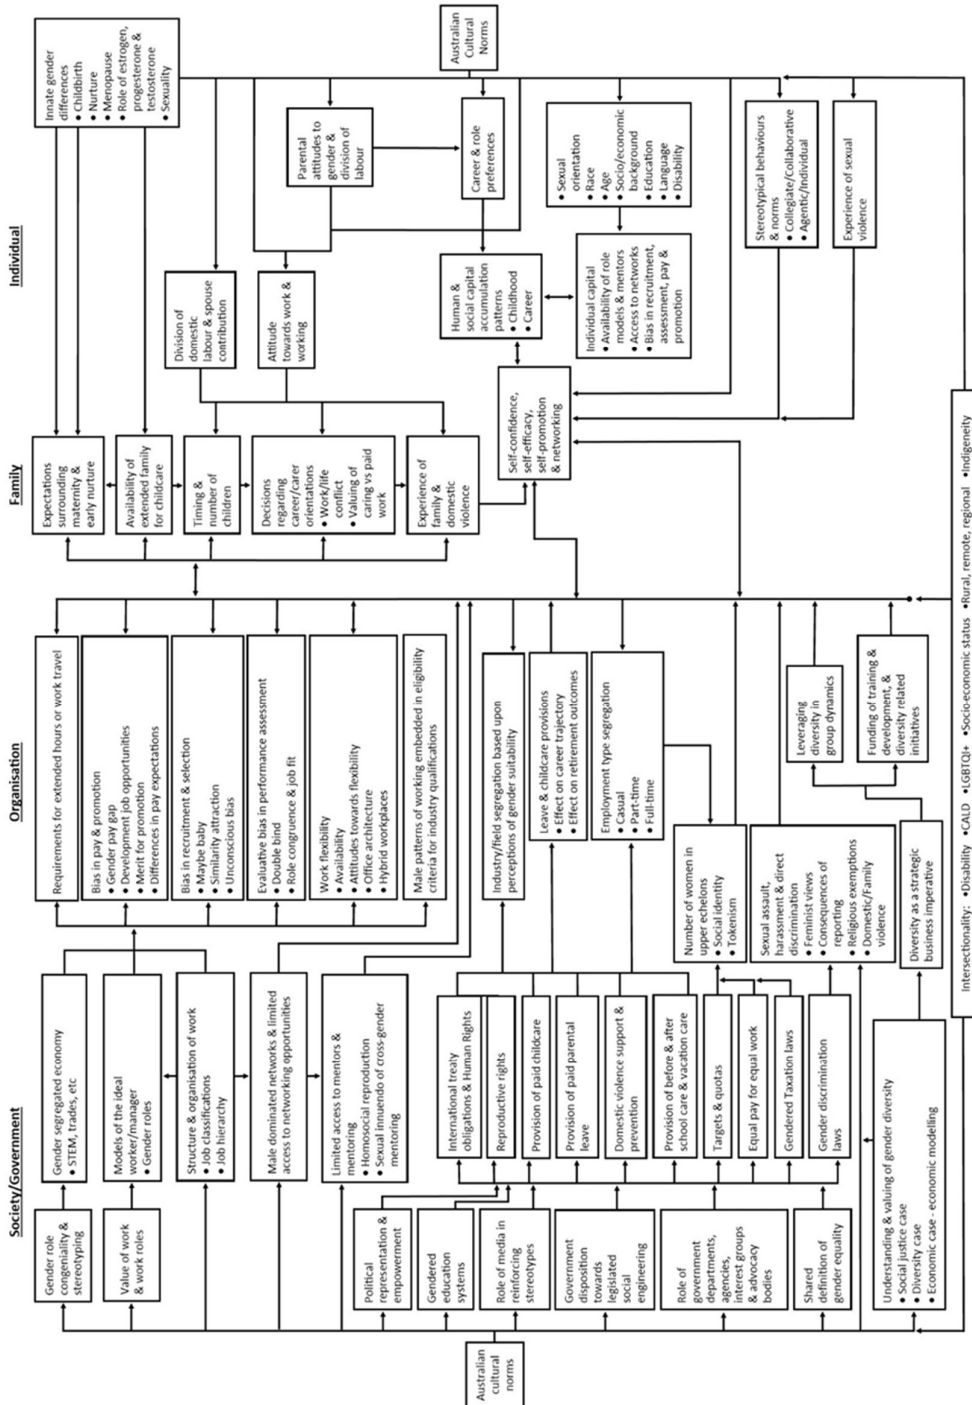 Society/Government
Organisation
Family
Individual
Australian
cultural
norms
Gender role
congeniality &
stereotyping
Value of work
& work roles
Political
representation &
empowerment
Gendered
education
systems
Role of media in
reinforcing
stereotypes
Government
disposition
towards
legislated
social
engineering
Role of
government
departments,
agencies,
interest groups
& advocacy
bodies
Shared
definition of
gender equality
Understanding & valuing of gender diversity
• Social justice case
• Diversity case
• Economic case - economic modelling
Gender segregated economy
• STEM, trades, etc
Models of the ideal
worker/manager
• Gender roles
Structure & organisation of work
• Job classifications
• Job hierarchy
Male dominated networks & limited
access to networking opportunities
Limited access to mentors &
mentoring
• Homosocial reproduction
• Sexual innuendo of cross-gender
mentoring
International treaty
obligations & Human Rights
Reproductive rights
Provision of paid childcare
Provision of paid parental
leave
Domestic violence support &
prevention
Provision of before & after
school care & vacation care
Targets & quotas
Equal pay for equal work
Gendered Taxation laws
Gender discrimination
laws
Requirements for extended hours or work travel
Bias in pay & promotion
• Gender pay gap
• Development job opportunities
• Merit for promotion
• Differences in pay expectations
Bias in recruitment & selection
• Maybe baby
• Similarity attraction
• Unconscious bias
Evaluative bias in performance assessment
• Double bind
• Role congruence & job fit
Work flexibility
• Availability
• Attitudes towards flexibility
• Office architecture
• Hybrid workplaces
Male patterns of working embedded in eligibility
criteria for industry qualifications
Industry/field segregation based upon
perceptions of gender suitability
Leave & childcare provisions
• Effect on career trajectory
• Effect on retirement outcomes
Employment type segregation
• Casual
• Part-time
• Full-time
Number of women in
upper echelons
• Social identity
• Tokenism
Sexual assault,
harassment & direct
discrimination
• Feminist views
• Consequences of
reporting
• Religious exemptions
• Domestic/Family
violence
Diversity as a strategic
business imperative
Leveraging
diversity in
group dynamics
Funding of training &
development, &
diversity related
initiatives
Expectations
surrounding
maternity &
early nurture
Availability of
extended family
for childcare
Timing &
number of
children
Decisions
regarding
career/carer
orientations
• Work/life
conflict
• Valuing of
caring vs paid
work
Experience of
family &
domestic
violence
Self-confidence,
self-efficacy,
self-promotion
& networking
Division of
domestic
labour & spouse
contribution
Attitude
towards work &
working
Human &
social capital
accumulation
patterns
• Childhood
• Career
Individual capital
• Availability of role
models & mentors
• Access to networks
• Bias in recruitment,
assessment, pay &
promotion
Innate gender
differences
• Childbirth
• Nurture
• Menopause
• Role of estrogen,
progesterone &
testosterone
• Sexuality
Parental
attitudes to
gender &
division of
labour
Career & role
preferences
• Sexual
orientation
• Race
• Age
• Socio/economic
background
• Education
• Language
• Disability
Stereotypical behaviours
& norms
• Collegiate/Collaborative
• Agentic/Individual
Experience of sexual
violence
Australian
Cultural
Norms
Intersectionality: •Disability •CALD •LGBTQI+ •Socio-economic status •Rural, remote, regional •Indigeneity